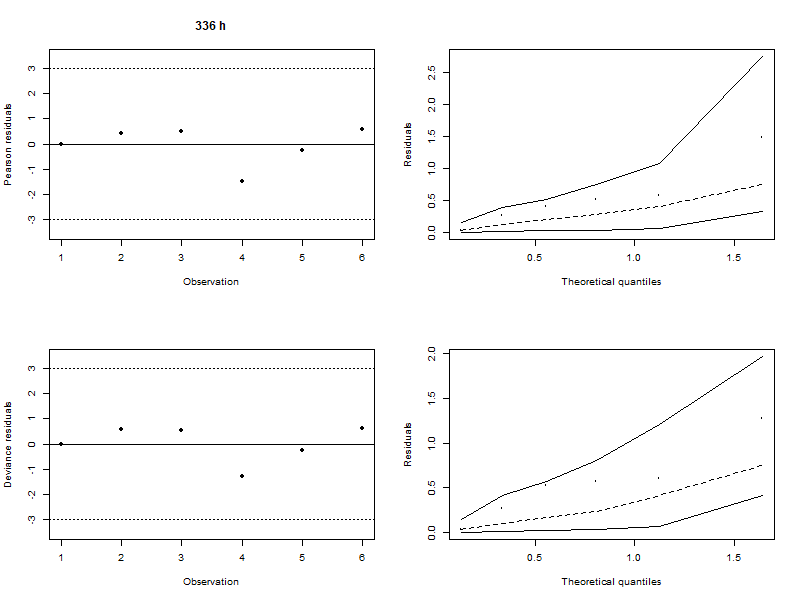 336 h
Pearson residuals
3
2
1
0
-1
-2
-3
1 2 3 4 5 6
Observation
Residuals
2.5
2.0
1.5
1.0
0.5
0.0
0.5 1.0 1.5
Theoretical quantiles
Deviance residuals
3
2
1
0
-1
-2
-3
1 2 3 4 5 6
Observation
Residuals
2.0
1.5
1.0
0.5
0.0
0.5 1.0 1.5
Theoretical quantiles